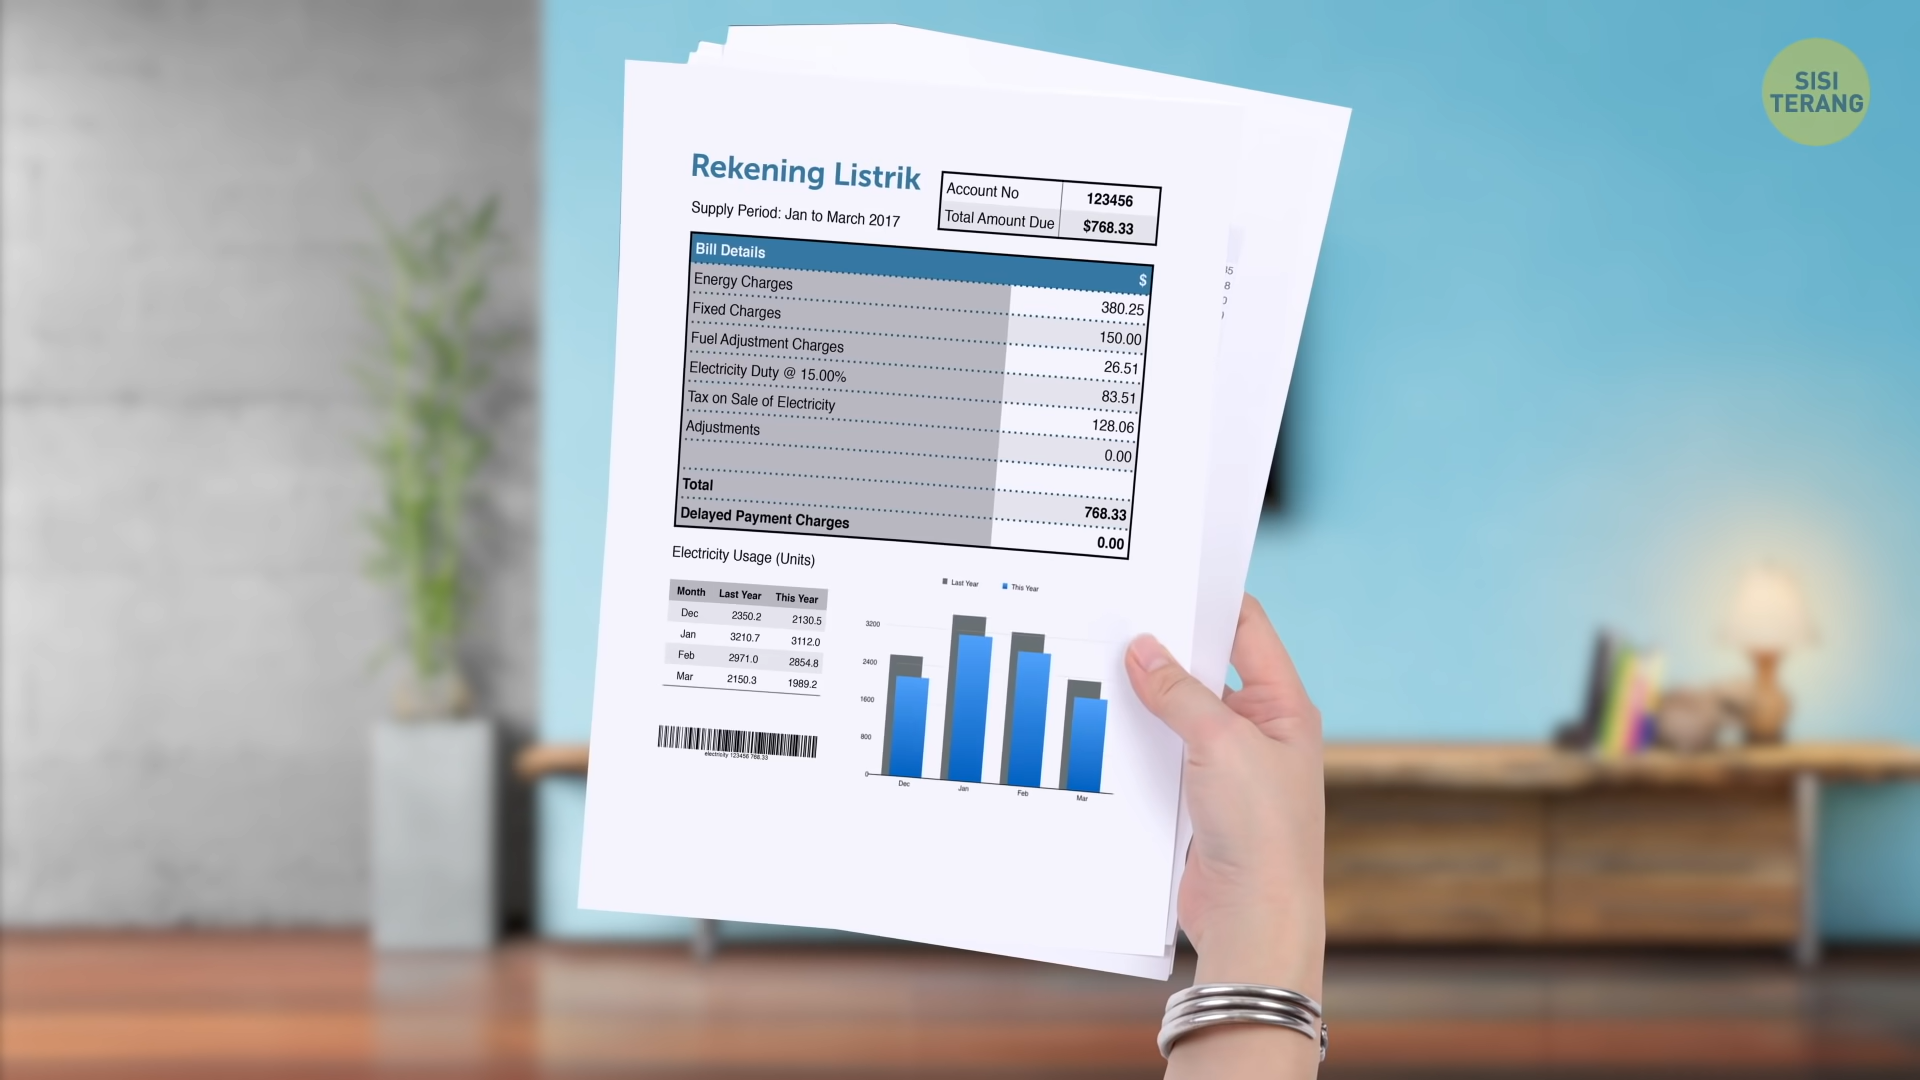 SISI
TERANG
Rekening Listrik
Supply Period: Jan to March 2017
Account No 123456
Total Amount Due $768.33
Bill Details $
Energy Charges 380.25
Fixed Charges 150.00
Fuel Adjustment Charges 26.51
Electricity Duty @ 15.00% 83.51
Tax on Sale of Electricity 128.06
Adjustments 0.00
Total 768.33
Delayed Payment Charges 0.00
Electricity Usage (Units)
Month Last Year This Year
Dec 2350.2 2130.5
Jan 3210.7 3112.0
Feb 2971.0 2854.8
Mar 2150.3 1989.2
electricity 123456 768.33
Last Year This Year
3200
2400
1600
800
0
Dec Jan Feb Mar